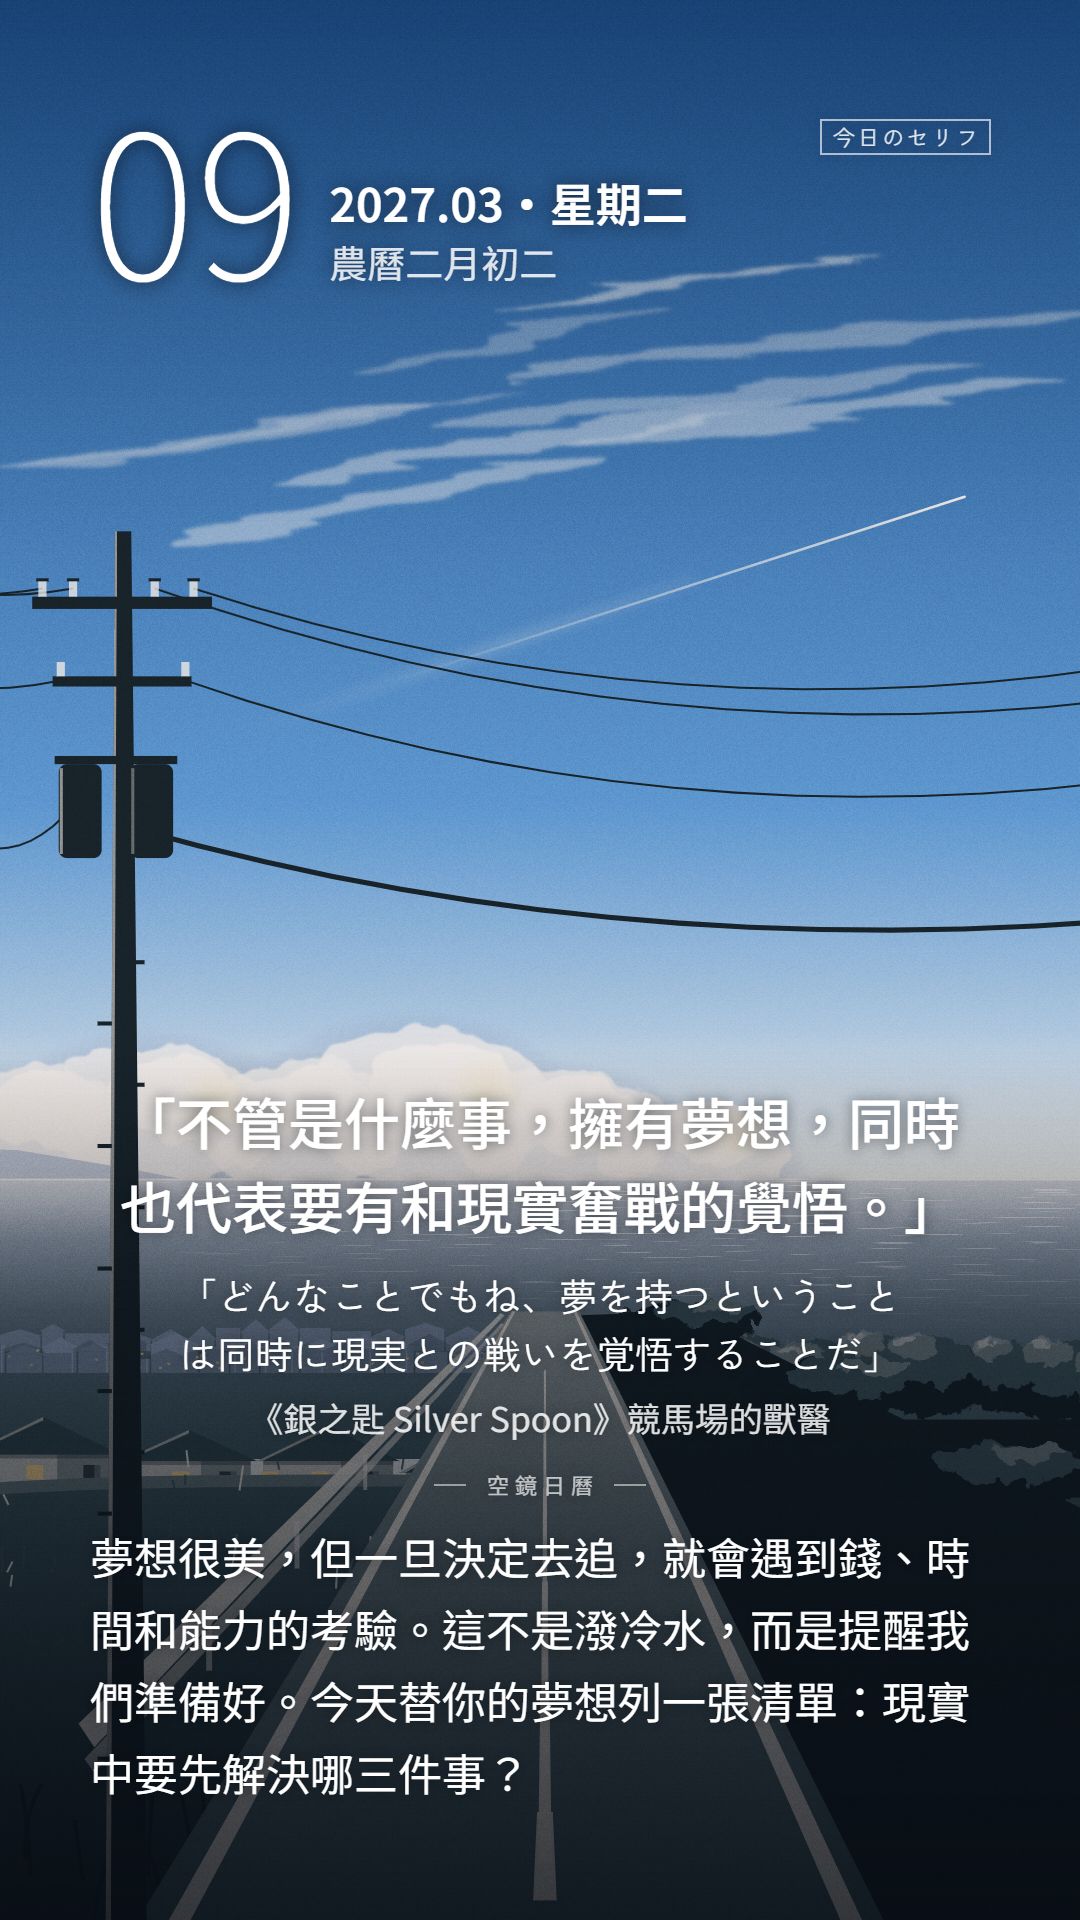 09
今日のセリフ
2027.03・星期二
農曆二月初二
「不管是什麼事，擁有夢想，同時
也代表要有和現實奮戰的覺悟。」
「どんなことでもね、夢を持つということ
は同時に現実との戦いを覚悟することだ」
《銀之匙 Silver Spoon》競馬場的獸醫
空鏡日曆
夢想很美，但一旦決定去追，就會遇到錢、時
間和能力的考驗。這不是潑冷水，而是提醒我
們準備好。今天替你的夢想列一張清單：現實
中要先解決哪三件事？